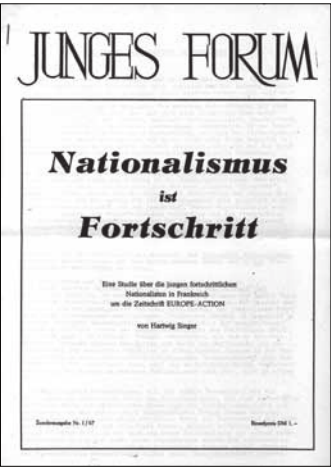 JUNGES FORUM
Nationalismus
ist
Fortschritt
Eine Studie über die jungen fortschrittlichen
Nationalisten in Frankreich
um die Zeitschrift EUROPE-ACTION
von Hartwig Singer
Sonderausgabe Nr. 1/67 Einzelpreis DM 1,-